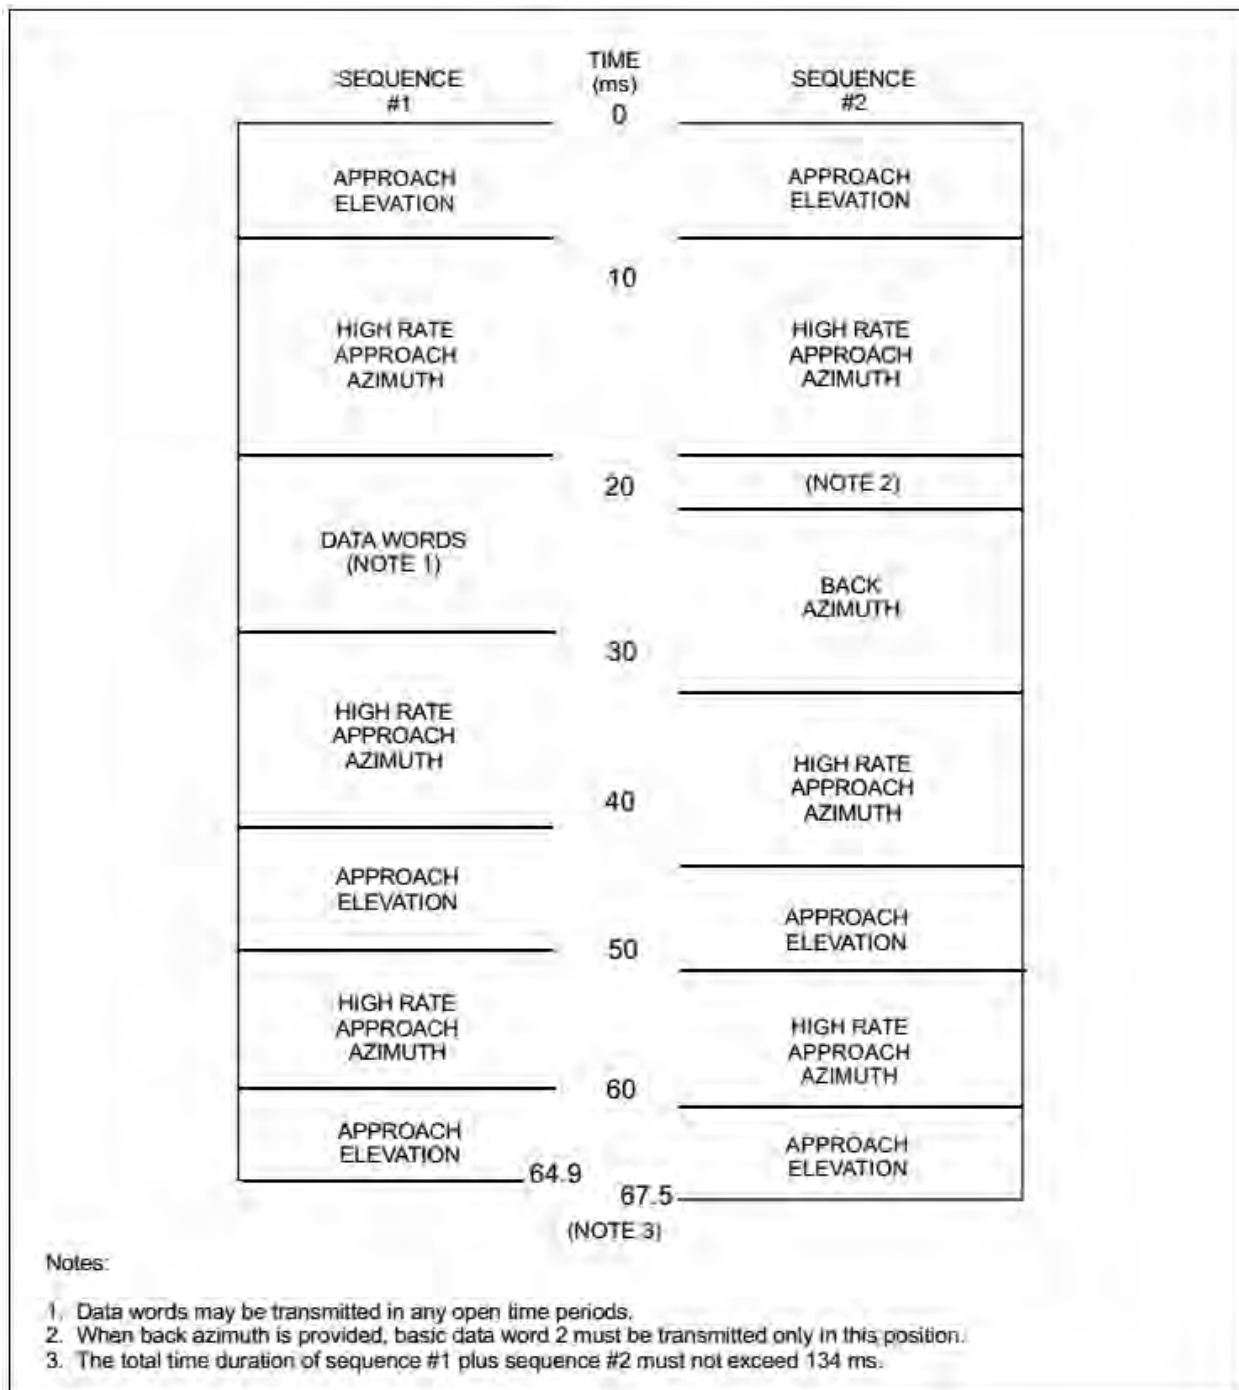 TIME
(ms)
0
SEQUENCE
#1
SEQUENCE
#2
APPROACH
ELEVATION
APPROACH
ELEVATION
10
HIGH RATE
APPROACH
AZIMUTH
HIGH RATE
APPROACH
AZIMUTH
20
(NOTE 2)
DATA WORDS
(NOTE 1)
BACK
AZIMUTH
30
HIGH RATE
APPROACH
AZIMUTH
HIGH RATE
APPROACH
AZIMUTH
40
APPROACH
ELEVATION
APPROACH
ELEVATION
50
HIGH RATE
APPROACH
AZIMUTH
HIGH RATE
APPROACH
AZIMUTH
60
APPROACH
ELEVATION
APPROACH
ELEVATION
64.9
67.5
(NOTE 3)
Notes:
1. Data words may be transmitted in any open time periods.
2. When back azimuth is provided, basic data word 2 must be transmitted only in this position.
3. The total time duration of sequence #1 plus sequence #2 must not exceed 134 ms.